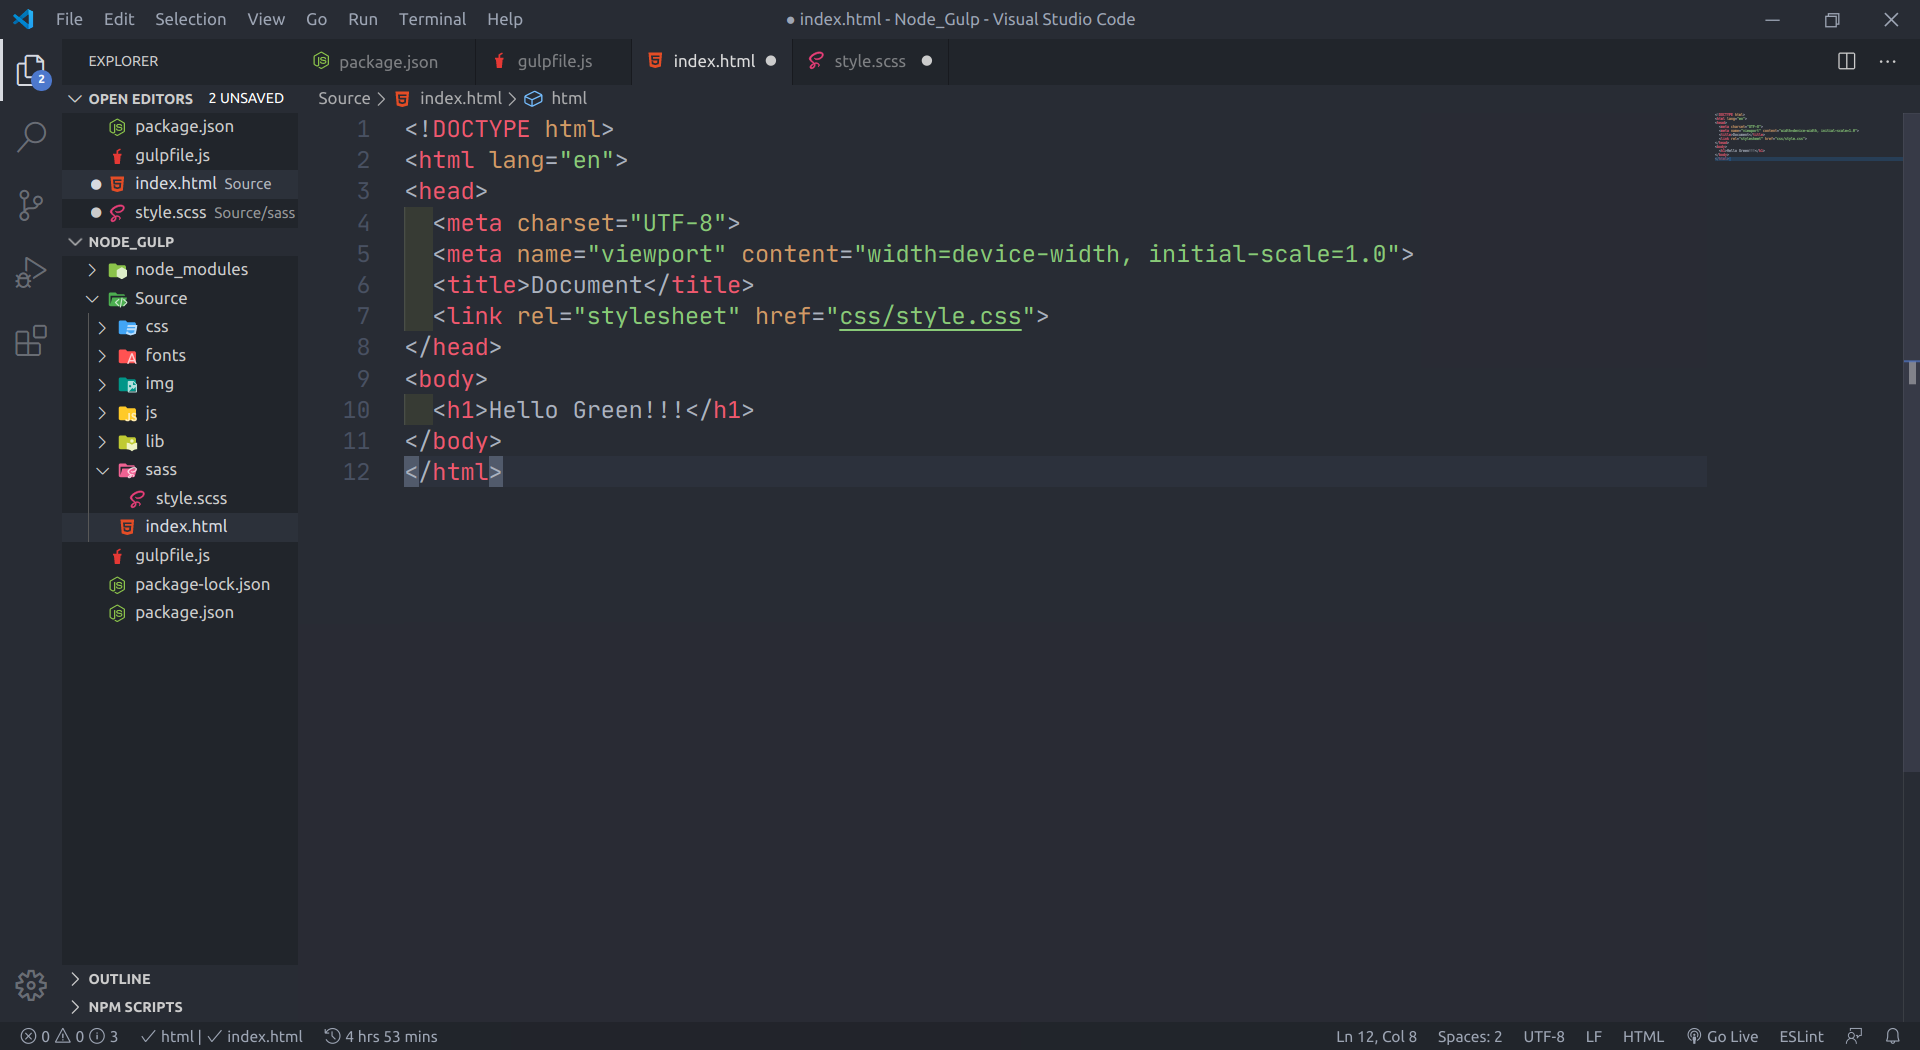 File Edit Selection View Go Run Terminal Help
● index.html - Node_Gulp - Visual Studio Code
2
EXPLORER
OPEN EDITORS 2 UNSAVED
package.json
gulpfile.js
index.html Source
style.scss Source/sass
NODE_GULP
node_modules
Source
css
fonts
img
js
lib
sass
style.scss
index.html
gulpfile.js
package-lock.json
package.json
OUTLINE
NPM SCRIPTS
package.json gulpfile.js index.html style.scss
Source > index.html > html
1 <!DOCTYPE html>
2 <html lang="en">
3 <head>
4 <meta charset="UTF-8">
5 <meta name="viewport" content="width=device-width, initial-scale=1.0">
6 <title>Document</title>
7 <link rel="stylesheet" href="css/style.css">
8 </head>
9 <body>
10 <h1>Hello Green!!!</h1>
11 </body>
12 </html>
0 0 3 html | index.html 4 hrs 53 mins
Ln 12, Col 8 Spaces: 2 UTF-8 LF HTML Go Live ESLint